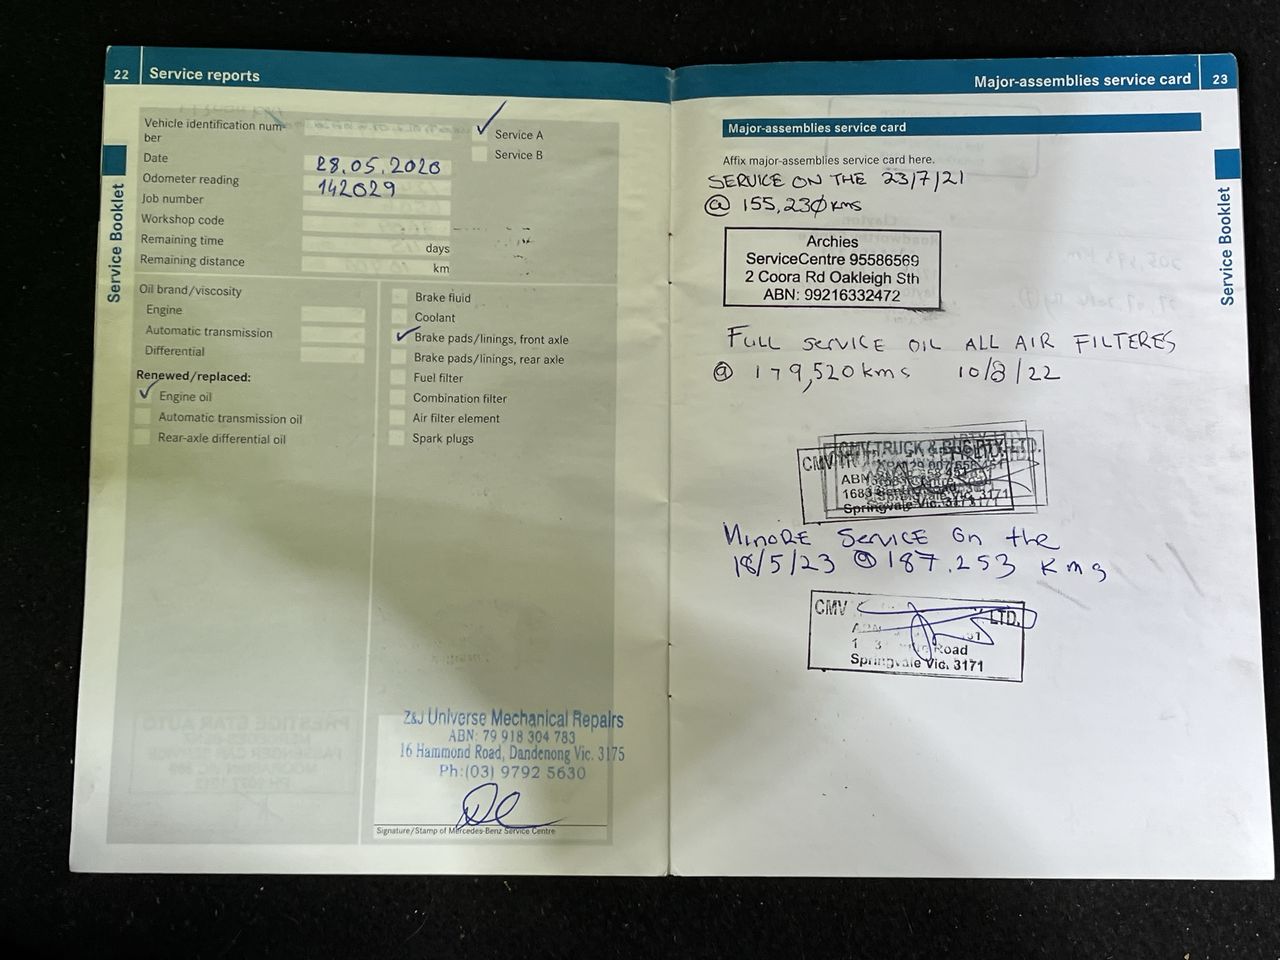 22 Service reports
Service Booklet
Vehicle identification num-
ber
Service A
Service B
Date 28.05.2020
Odometer reading 142029
Job number
Workshop code
Remaining time days
Remaining distance km
Oil brand/viscosity
Engine
Automatic transmission
Differential
Renewed/replaced:
Engine oil
Automatic transmission oil
Rear-axle differential oil
Brake fluid
Coolant
Brake pads/linings, front axle
Brake pads/linings, rear axle
Fuel filter
Combination filter
Air filter element
Spark plugs
Z&J Universe Mechanical Repairs
ABN: 79 918 304 783
16 Hammond Road, Dandenong Vic. 3175
Ph:(03) 9792 5630
Signature/Stamp of Mercedes-Benz Service Centre
Major-assemblies service card 23
Service Booklet
Major-assemblies service card
Affix major-assemblies service card here.
SERVICE ON THE 23/7/21
@ 155,230 kms
Archies
ServiceCentre 95586569
2 Coora Rd Oakleigh Sth
ABN: 99216332472
FULL SERVICE OIL ALL AIR FILTERES
@ 179,520 kms 10/8/22
CMV TRUCK & BUS PTY. LTD.
ABN
Springvale Vic. 3171
MINORE SERVICE ON the
18/5/23 @ 187.253 kms
CMV LTD.
Road
Springvale Vic. 3171